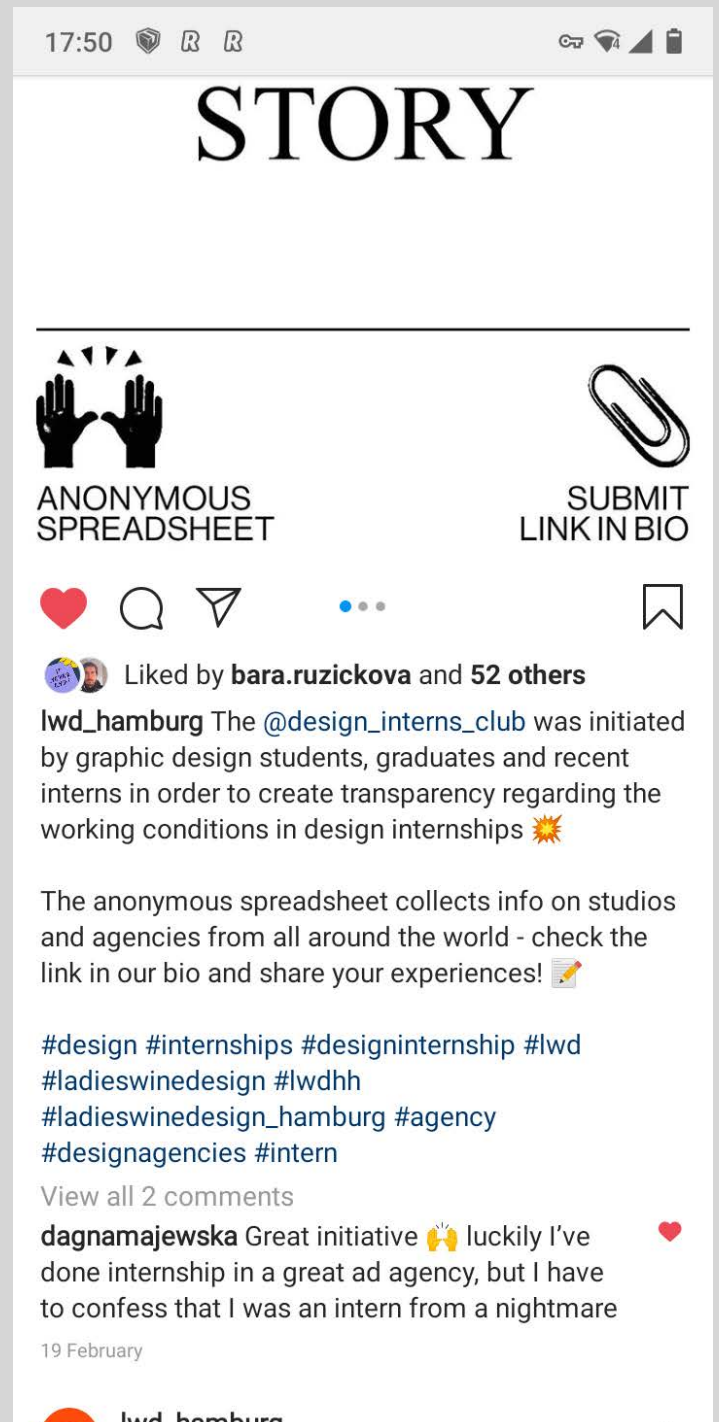 17:50
STORY
ANONYMOUS
SPREADSHEET
SUBMIT
LINK IN BIO
Liked by bara.ruzickova and 52 others
lwd_hamburg The @design_interns_club was initiated
by graphic design students, graduates and recent
interns in order to create transparency regarding the
working conditions in design internships 💥
The anonymous spreadsheet collects info on studios
and agencies from all around the world - check the
link in our bio and share your experiences! 📝
#design #internships #designinternship #lwd
#ladieswinedesign #lwdhh
#ladieswinedesign_hamburg #agency
#designagencies #intern
View all 2 comments
dagnamajewska Great initiative 🙌 luckily I’ve
done internship in a great ad agency, but I have
to confess that I was an intern from a nightmare
19 February
lwd_hamburg